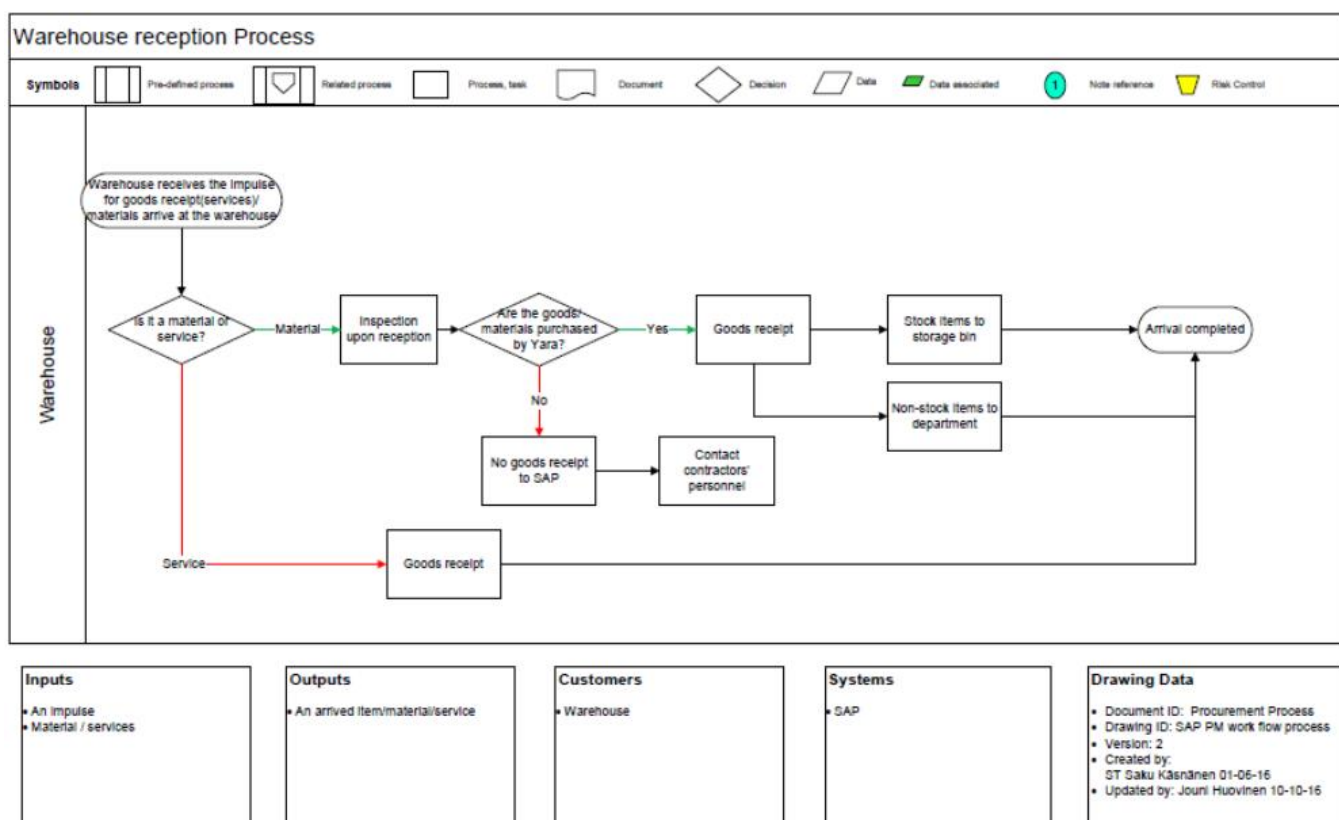 Warehouse reception Process
Symbols
Pre-defined process
Related process
Process, task
Document
Decision
Data
Data associated
1
Note reference
Risk Control
Warehouse
Warehouse receives the impulse
for goods receipt(services)/
materials arrive at the warehouse
Is it a material or
service?
Material
Inspection
upon reception
Are the goods/
materials purchased
by Yara?
Yes
Goods receipt
Stock items to
storage bin
Arrival completed
Non-stock items to
department
No
No goods receipt
to SAP
Contact
contractors'
personnel
Service
Goods receipt
Inputs
• An impulse
• Material / services
Outputs
• An arrived item/material/service
Customers
• Warehouse
Systems
• SAP
Drawing Data
• Document ID: Procurement Process
• Drawing ID: SAP PM work flow process
• Version: 2
• Created by:
ST Saku Käsnänen 01-06-16
• Updated by: Jouni Huovinen 10-10-16